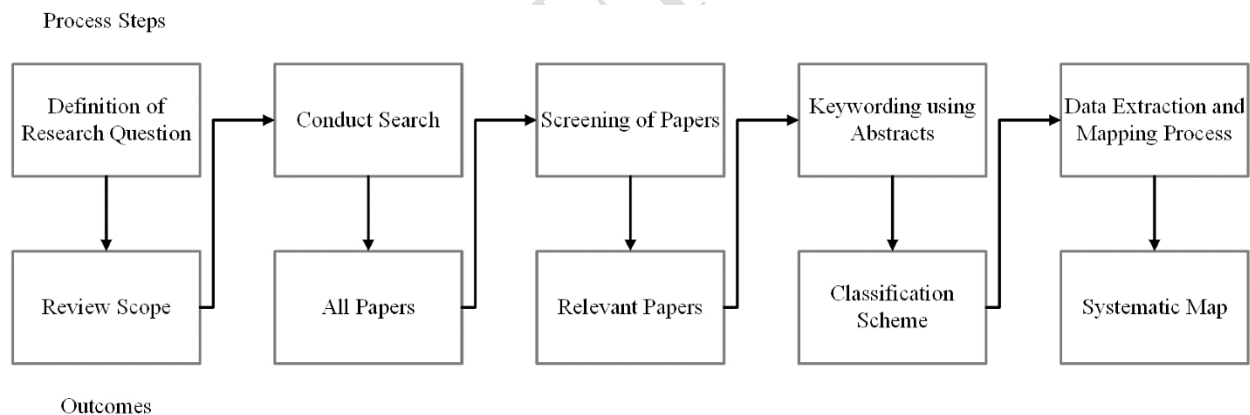 Process Steps
Definition of
Research Question
Conduct Search
Screening of Papers
Keywording using
Abstracts
Data Extraction and
Mapping Process
Review Scope
All Papers
Relevant Papers
Classification
Scheme
Systematic Map
Outcomes